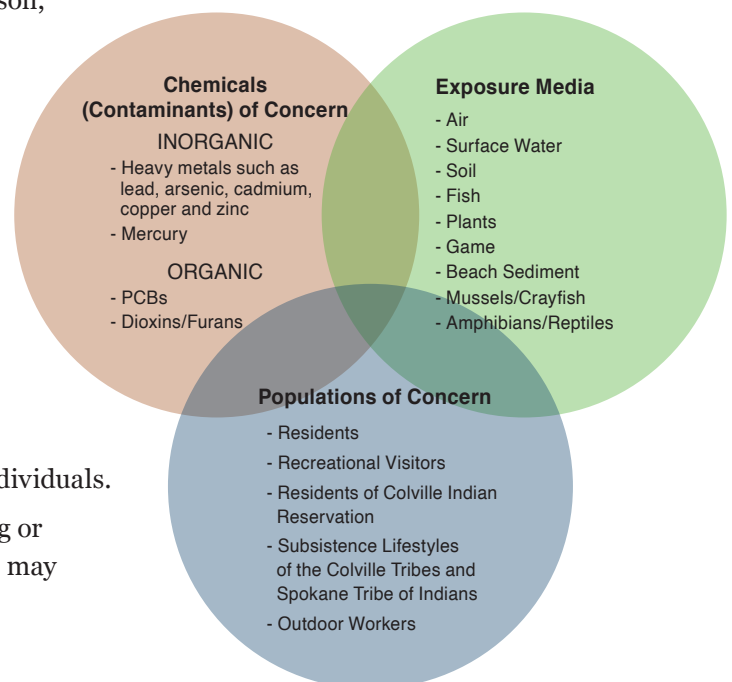 son,
Chemicals
(Contaminants) of Concern
INORGANIC
- Heavy metals such as
lead, arsenic, cadmium,
copper and zinc
- Mercury
ORGANIC
- PCBs
- Dioxins/Furans
Exposure Media
- Air
- Surface Water
- Soil
- Fish
- Plants
- Game
- Beach Sediment
- Mussels/Crayfish
- Amphibians/Reptiles
Populations of Concern
- Residents
- Recreational Visitors
- Residents of Colville Indian
Reservation
- Subsistence Lifestyles
of the Colville Tribes and
Spokane Tribe of Indians
- Outdoor Workers
dividuals.
g or
may